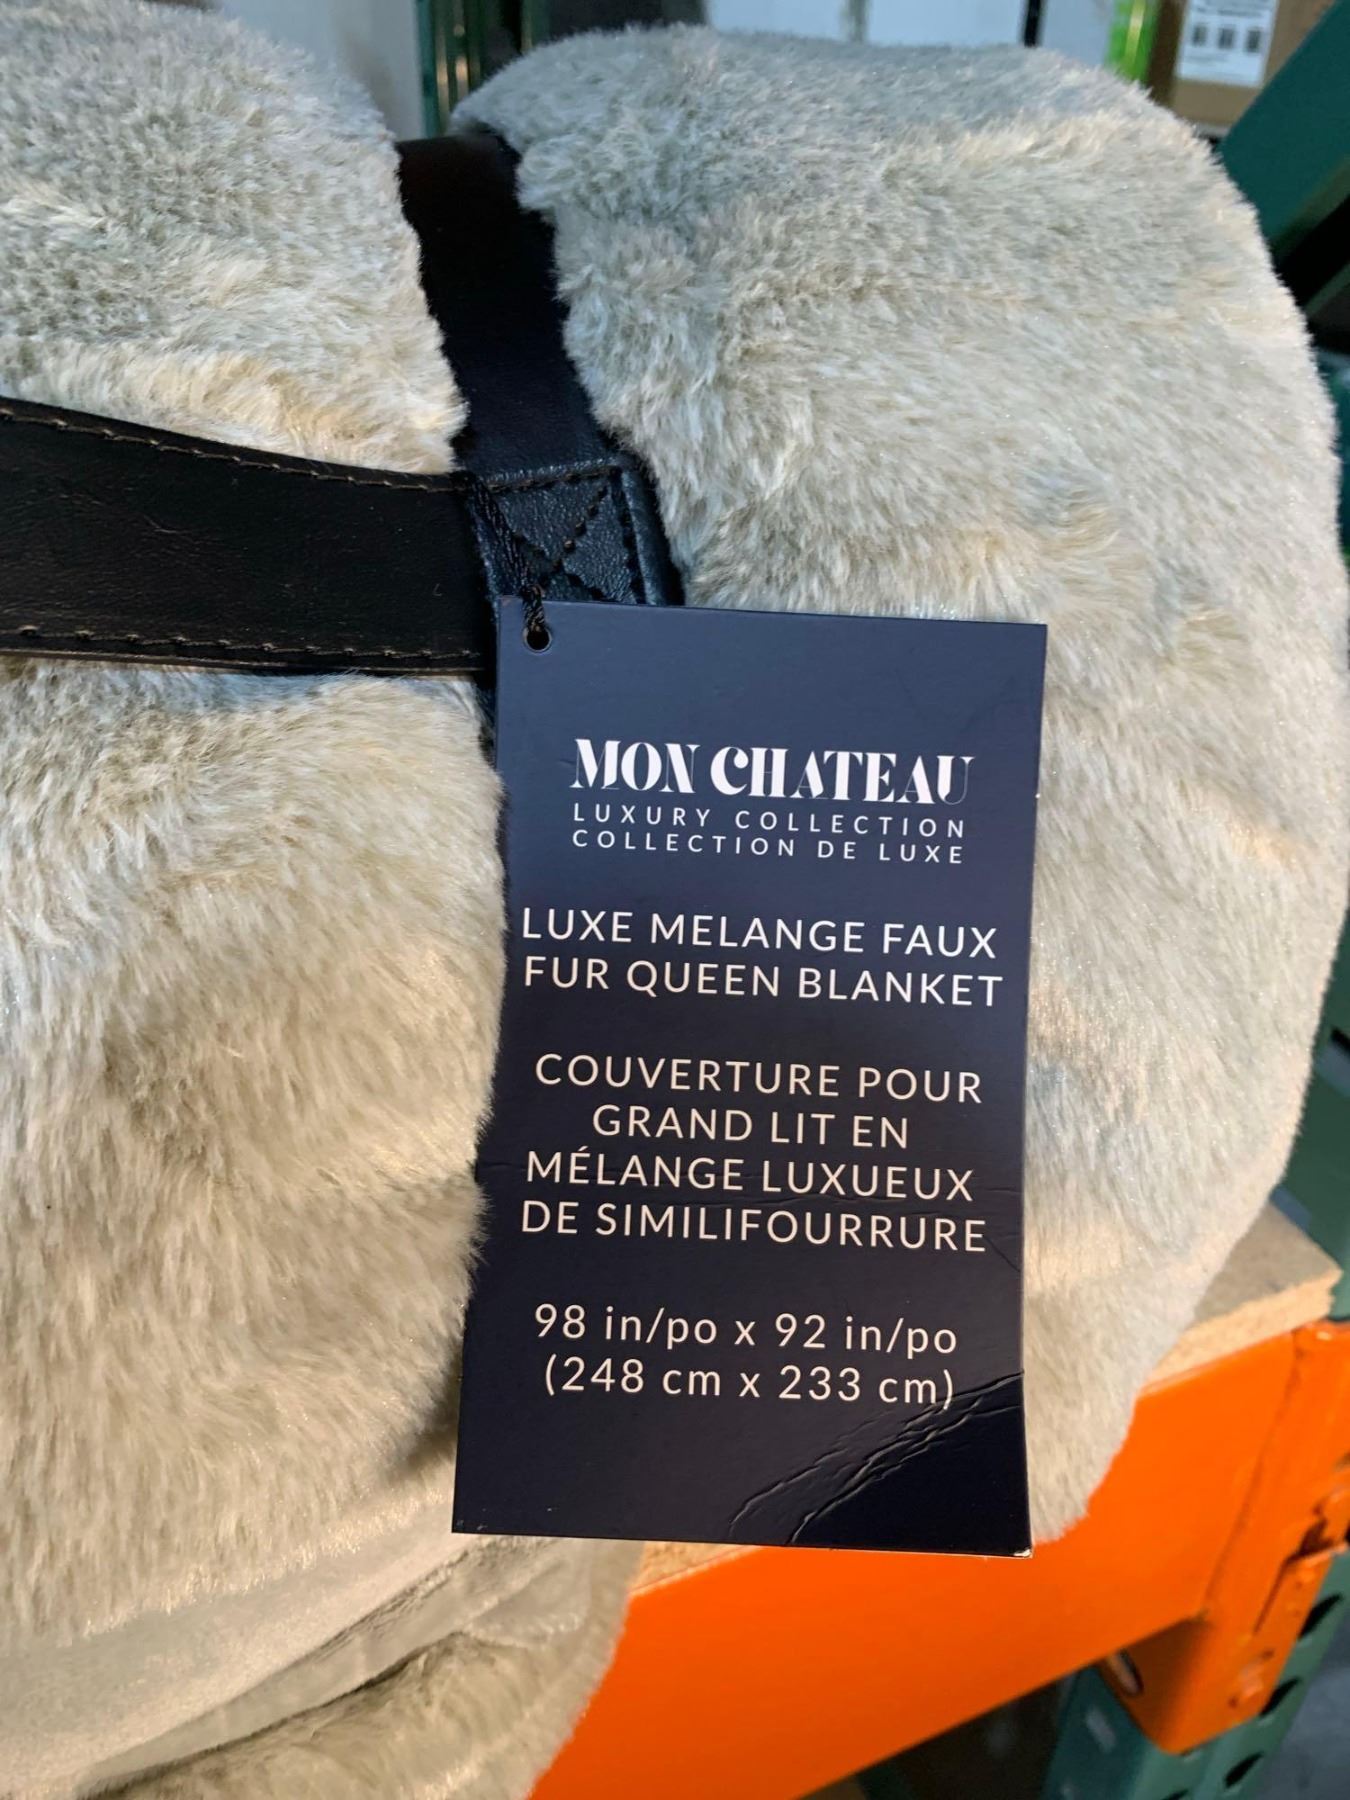 MON CHATEAU
LUXURY COLLECTION
COLLECTION DE LUXE
LUXE MELANGE FAUX
FUR QUEEN BLANKET
COUVERTURE POUR
GRAND LIT EN
MÉLANGE LUXUEUX
DE SIMILIFOURRURE
98 in/po x 92 in/po
(248 cm x 233 cm)